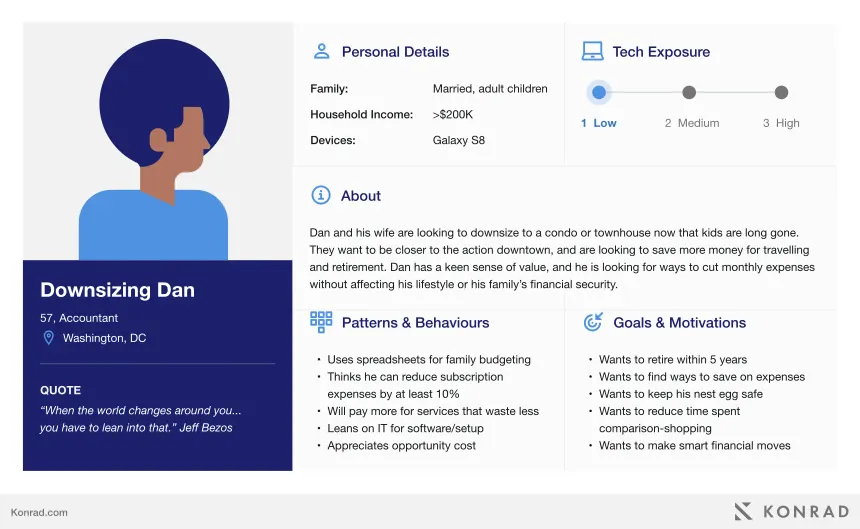 Personal Details
Family: Married, adult children
Household Income: >$200K
Devices: Galaxy S8
Tech Exposure
1 Low 2 Medium 3 High
About
Dan and his wife are looking to downsize to a condo or townhouse now that kids are long gone.
They want to be closer to the action downtown, and are looking to save more money for travelling
and retirement. Dan has a keen sense of value, and he is looking for ways to cut monthly expenses
without affecting his lifestyle or his family’s financial security.
Downsizing Dan
57, Accountant
Washington, DC
QUOTE
“When the world changes around you...
you have to lean into that.” Jeff Bezos
Patterns & Behaviours
• Uses spreadsheets for family budgeting
• Thinks he can reduce subscription
expenses by at least 10%
• Will pay more for services that waste less
• Leans on IT for software/setup
• Appreciates opportunity cost
Goals & Motivations
• Wants to retire within 5 years
• Wants to find ways to save on expenses
• Wants to keep his nest egg safe
• Wants to reduce time spent
comparison-shopping
• Wants to make smart financial moves
Konrad.com
KONRAD